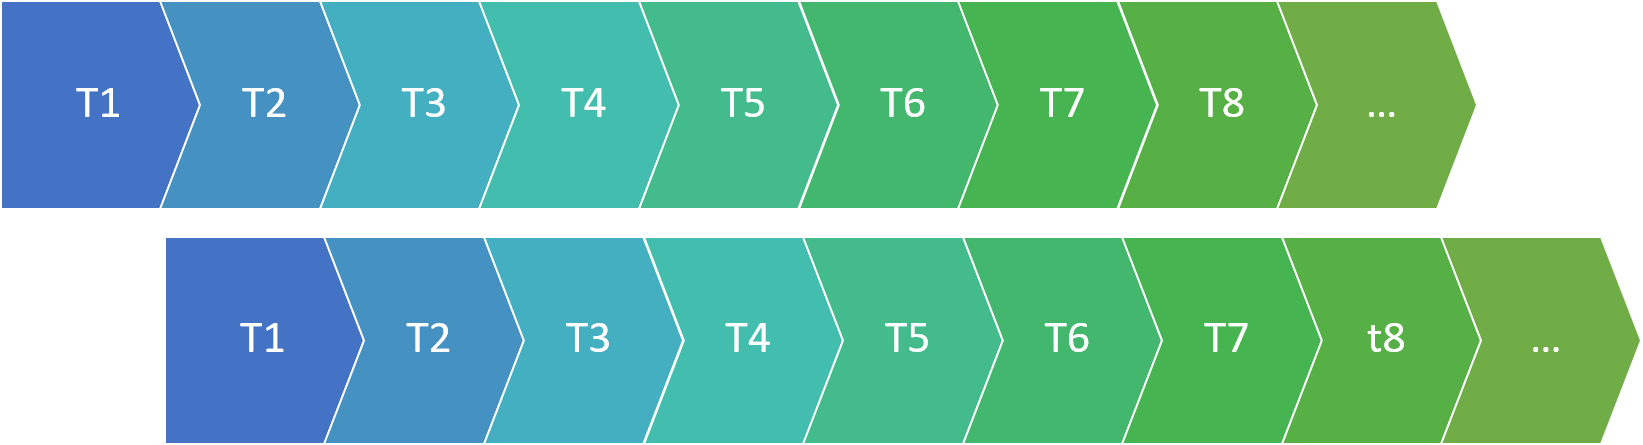 T1 T2 T3 T4 T5 T6 T7 T8 ...
T1 T2 T3 T4 T5 T6 T7 t8 ...